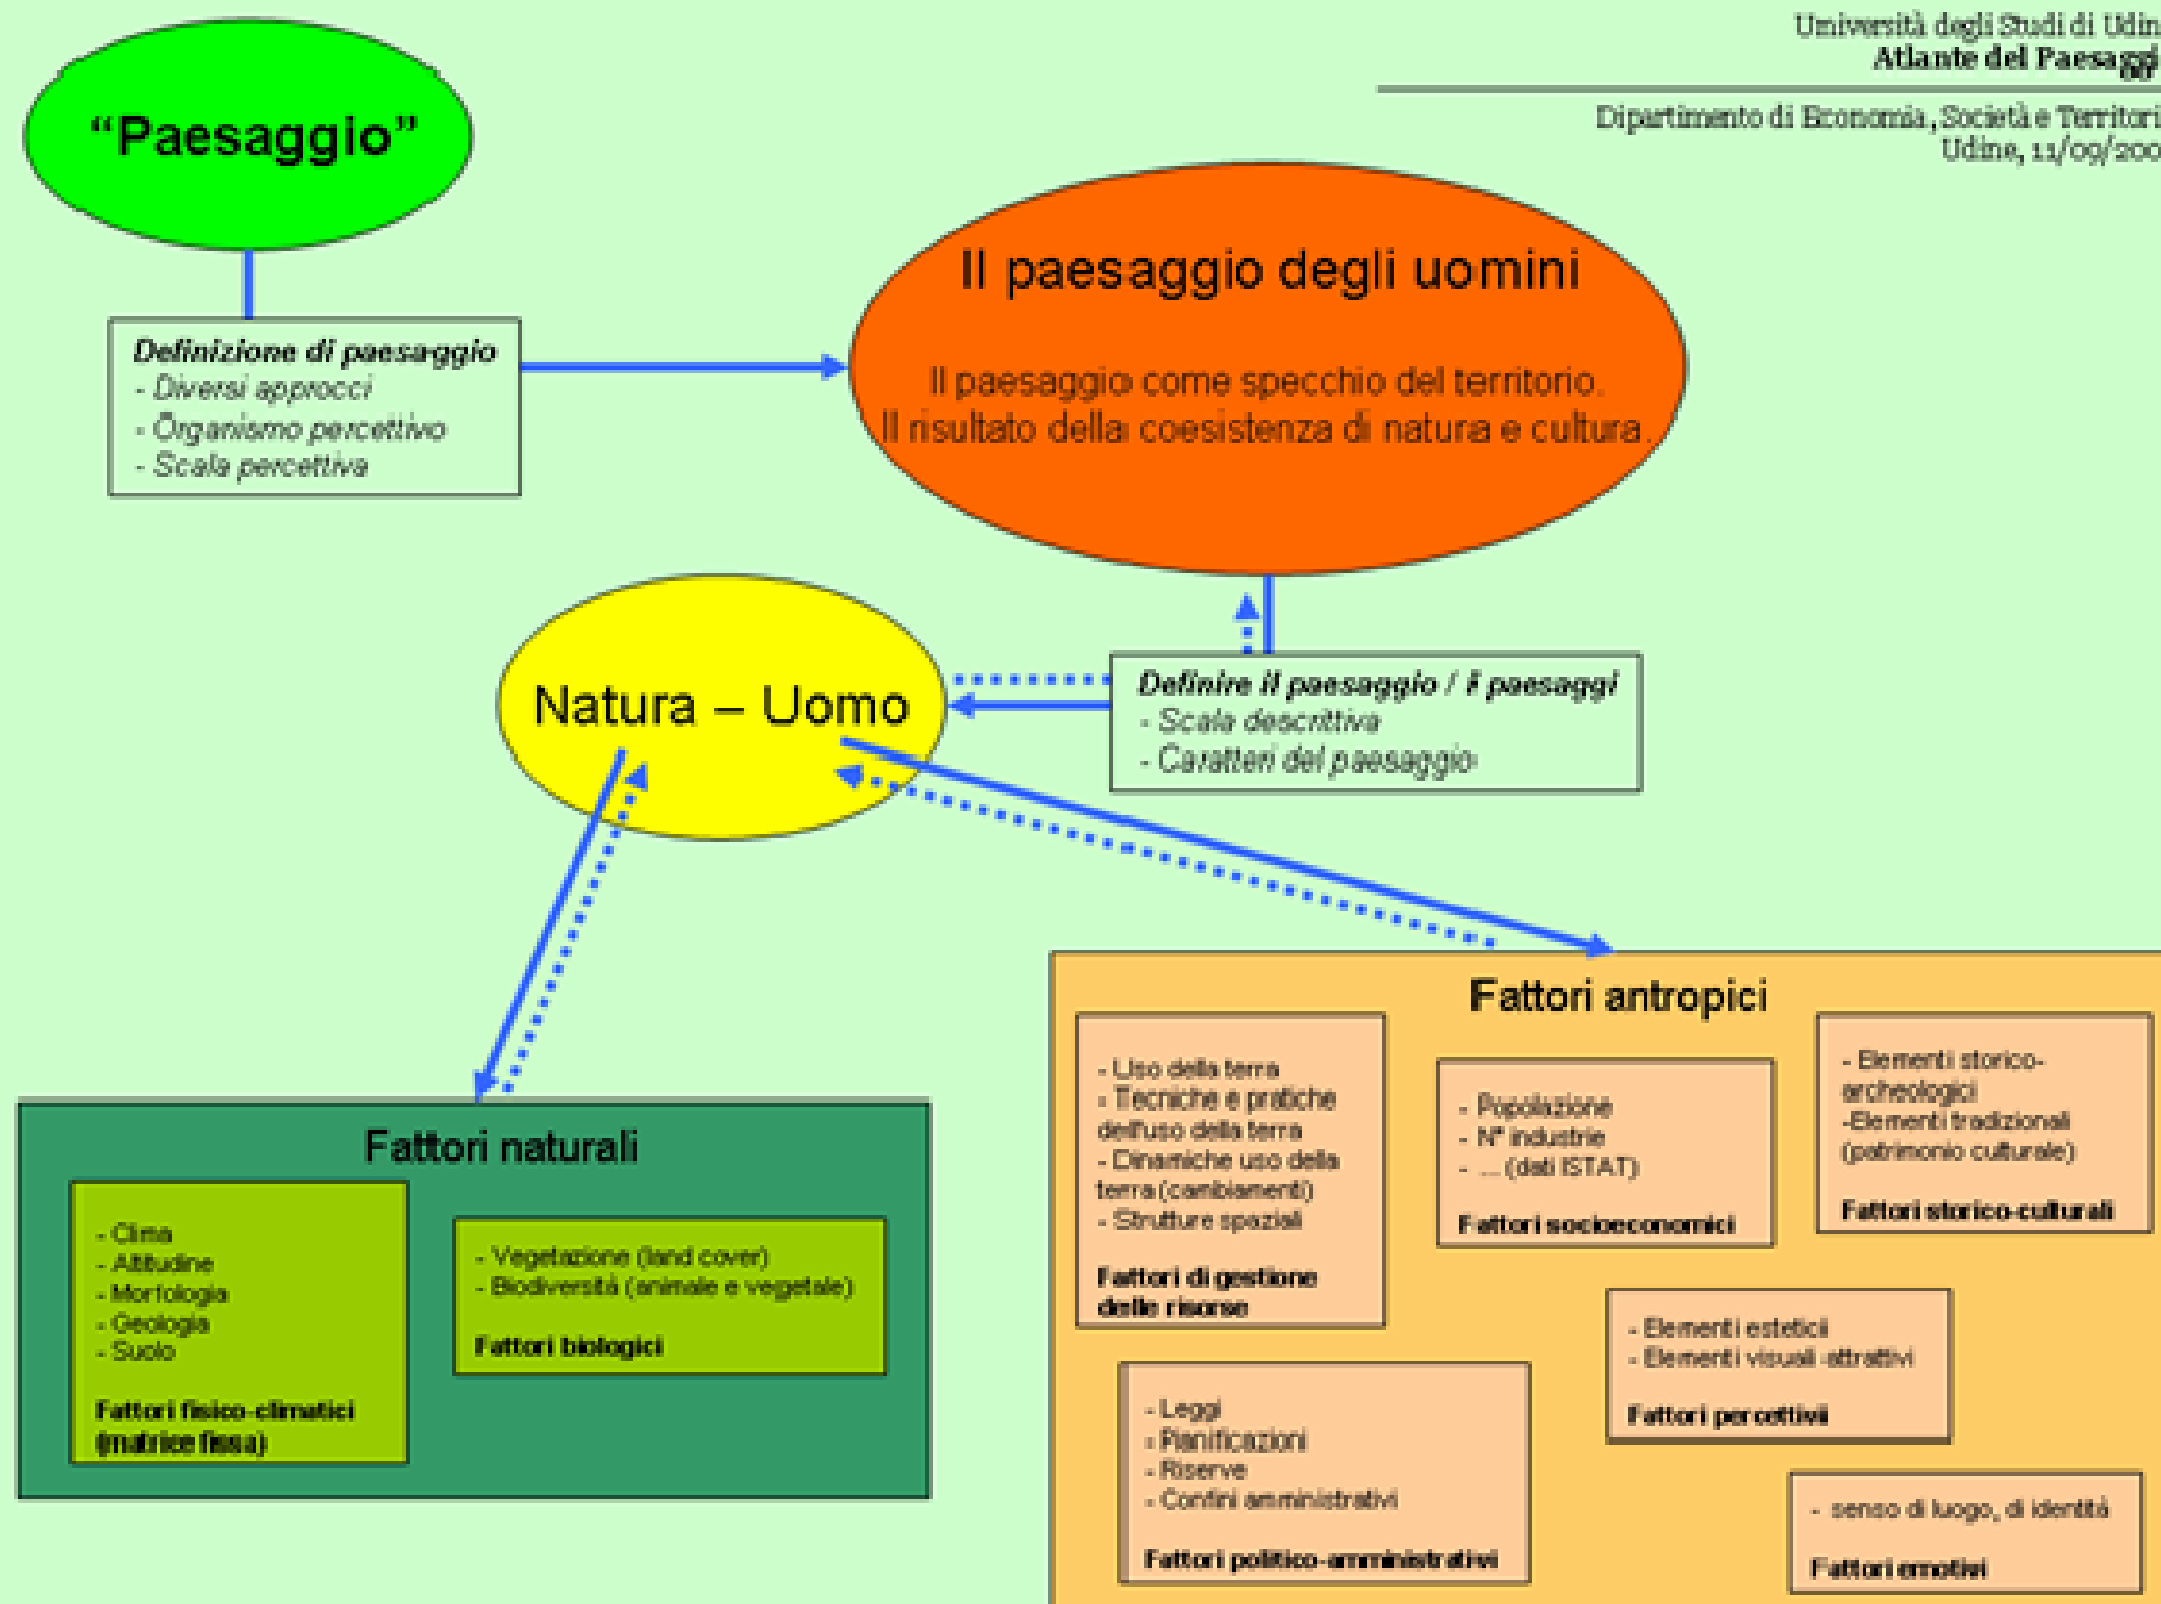 Università degli Studi di Udin
Atlante del Paesaggi
Dipartimento di Economia, Società e Territori
Udine, 11/09/200
“Paesaggio”
Definizione di paesaggio
- Diversi approcci
- Organismo percettivo
- Scala percettiva
Il paesaggio degli uomini
Il paesaggio come specchio del territorio.
Il risultato della coesistenza di natura e cultura.
Natura – Uomo
Definire il paesaggio / i paesaggi
- Scala descrittiva
- Caratteri del paesaggio
Fattori naturali
- Clima
- Altitudine
- Morfologia
- Geologia
- Suolo
Fattori fisico-climatici
(matrice fissa)
- Vegetazione (land cover)
- Biodiversità (animale e vegetale)
Fattori biologici
Fattori antropici
- Uso della terra
- Tecniche e pratiche
dell'uso della terra
- Dinamiche uso della
terra (cambiamenti)
- Strutture spaziali
Fattori di gestione
delle risorse
- Popolazione
- N° industrie
- ... (dati ISTAT)
Fattori socioeconomici
- Elementi storico-
archeologici
-Elementi tradizionali
(patrimonio culturale)
Fattori storico-culturali
- Elementi estetici
- Elementi visuali-attrattivi
Fattori percettivi
- Leggi
- Pianificazioni
- Riserve
- Confini amministrativi
Fattori politico-amministrativi
- senso di luogo, di identità
Fattori emotivi